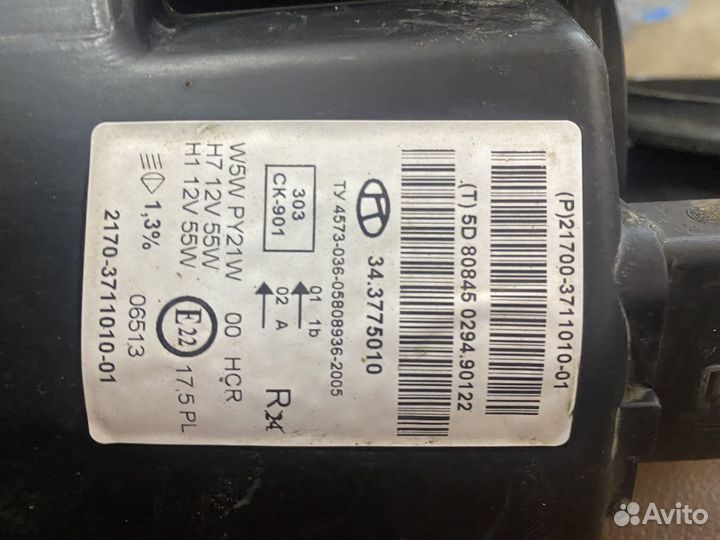 (P)21700-3711010-01
.(T) 5D 80845 0294.90122
34.3775010
ТУ 4573-036-05808936-2005
303
СК-901
01 1b
02 A
W5W PY21W 00 HCR
H7 12V 55W
H1 12V 55W
E22
17,5 PL
1,3%
06513
2170-3711010-01
Avito